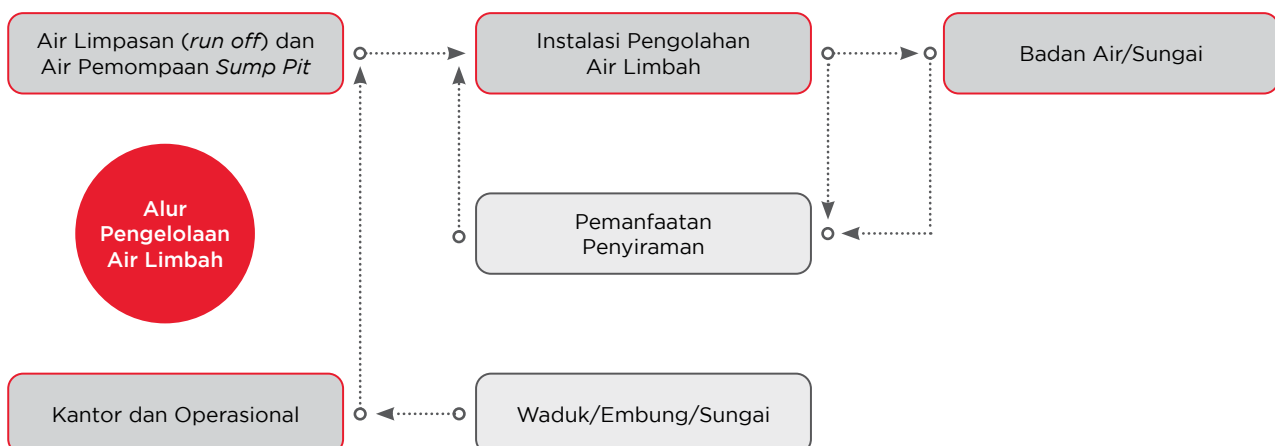 Air Limpasan (run off) dan
Air Pemompaan Sump Pit
Instalasi Pengolahan
Air Limbah
Badan Air/Sungai
Alur
Pengelolaan
Air Limbah
Pemanfaatan
Penyiraman
Kantor dan Operasional
Waduk/Embung/Sungai